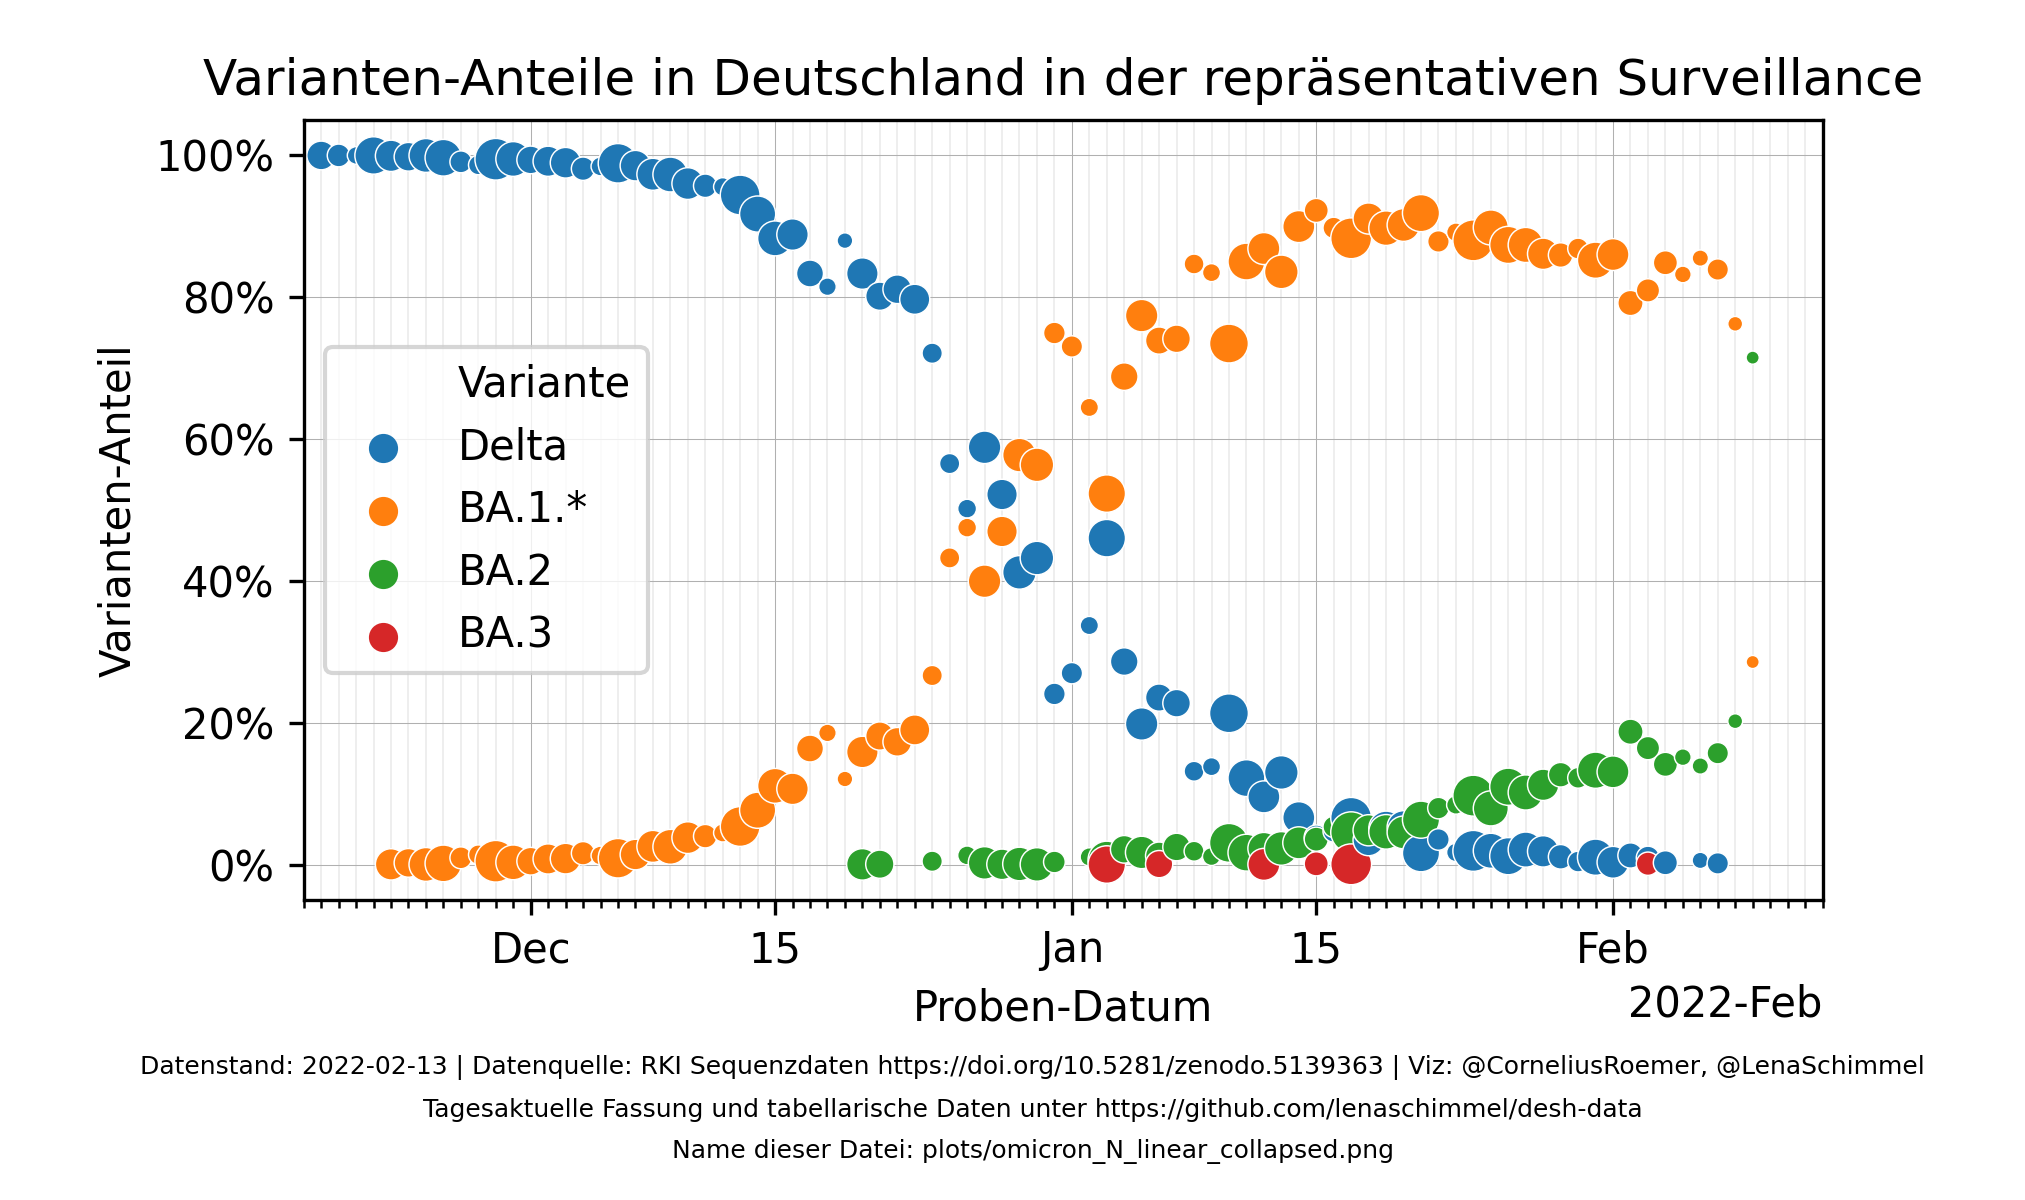 Varianten-Anteile in Deutschland in der repräsentativen Surveillance
100%
80%
60%
40%
20%
0%
Varianten-Anteil
Variante
Delta
BA.1.*
BA.2
BA.3
Dec
15
Jan
15
Feb
Proben-Datum
2022-Feb
Datenstand: 2022-02-13 | Datenquelle: RKI Sequenzdaten https://doi.org/10.5281/zenodo.5139363 | Viz: @CorneliusRoemer, @LenaSchimmel
Tagesaktuelle Fassung und tabellarische Daten unter https://github.com/lenaschimmel/desh-data
Name dieser Datei: plots/omicron_N_linear_collapsed.png